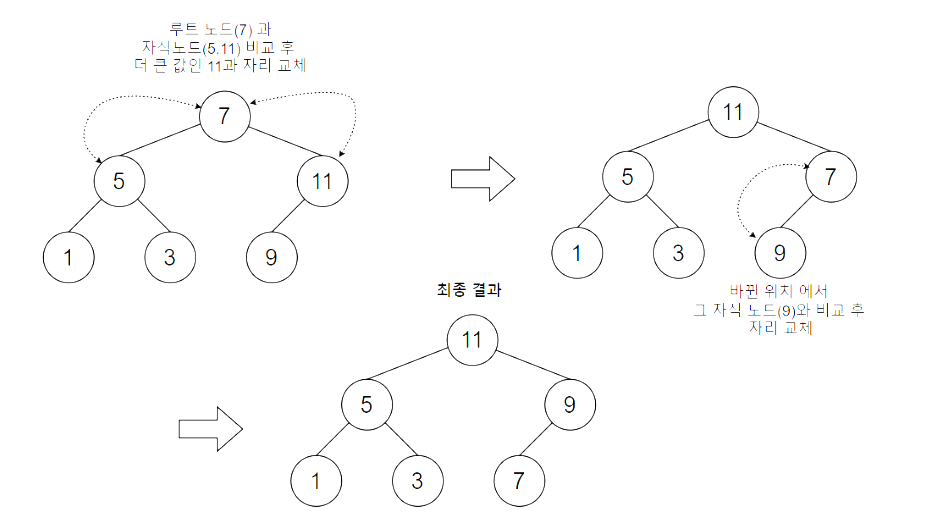 루트 노드(7) 과
자식노드(5,11) 비교 후
더 큰 값인 11과 자리 교체
7
5
11
1
3
9
11
5
7
1
3
9
바뀐 위치 에서
그 자식 노드(9)와 비교 후
자리 교체
최종 결과
11
5
9
1
3
7